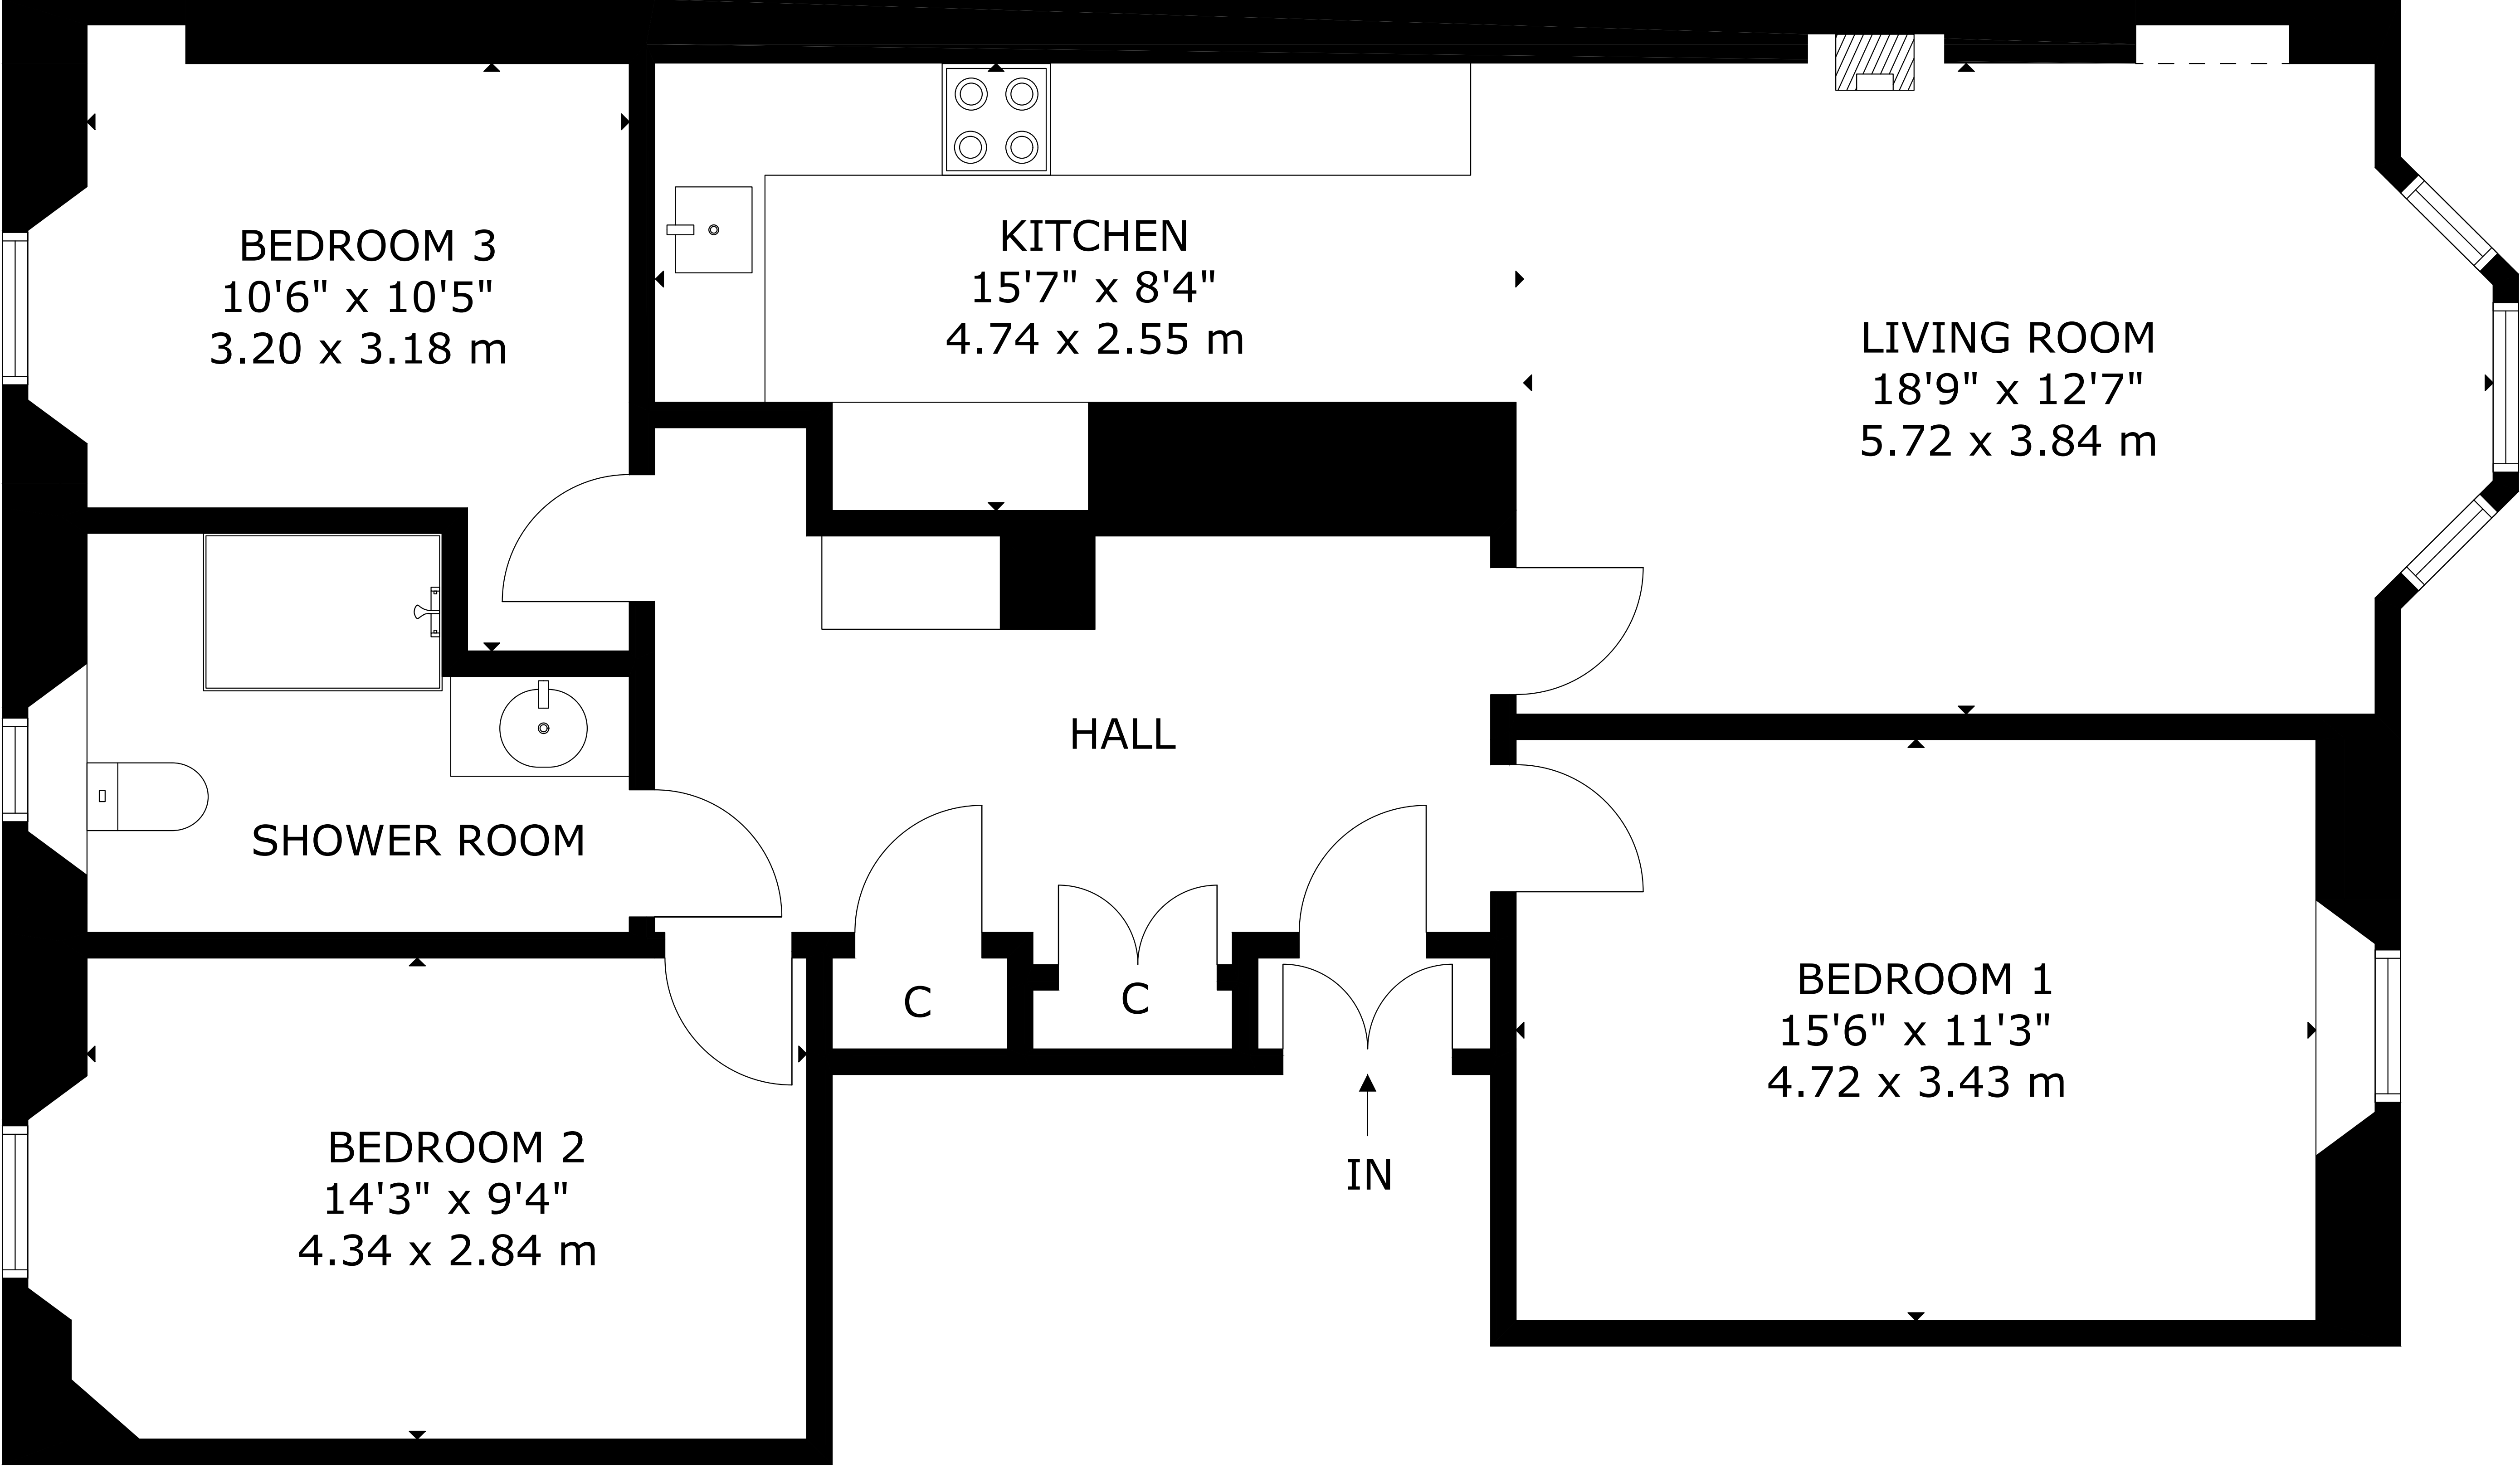 BEDROOM 3
10'6" x 10'5"
3.20 x 3.18 m
KITCHEN
15'7" x 8'4"
4.74 x 2.55 m
LIVING ROOM
18'9" x 12'7"
5.72 x 3.84 m
HALL
SHOWER ROOM
C
C
BEDROOM 1
15'6" x 11'3"
4.72 x 3.43 m
BEDROOM 2
14'3" x 9'4"
4.34 x 2.84 m
IN